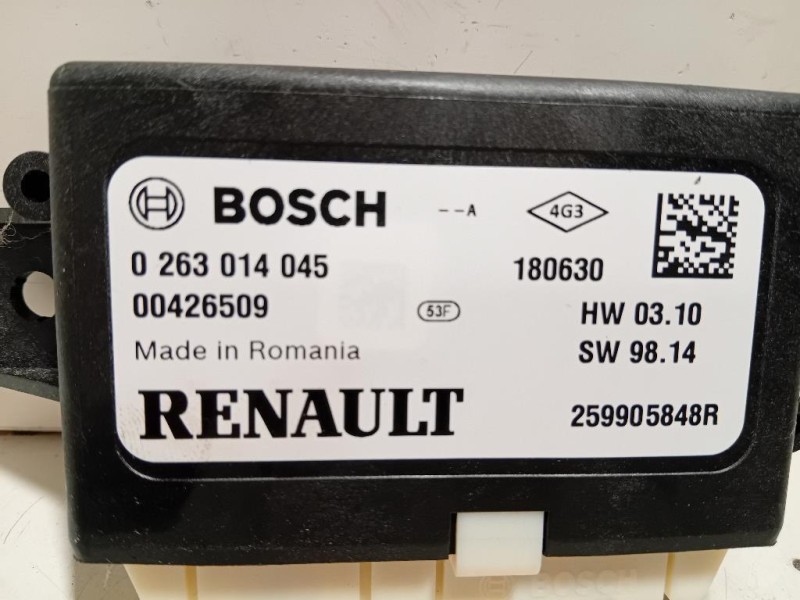 BOSCH --A 4G3
0 263 014 045 180630
00426509 53F HW 03.10
Made in Romania SW 98.14
RENAULT 259905848R
BOSCH